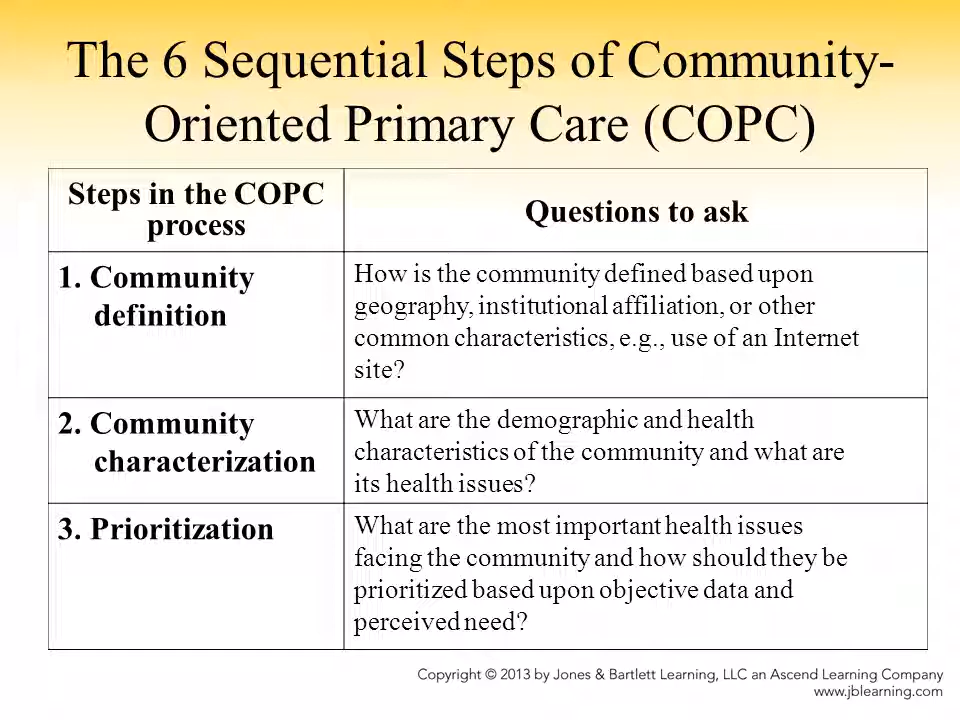 The 6 Sequential Steps of Community-
Oriented Primary Care (COPC)
Steps in the COPC
process
Questions to ask
1. Community
definition
How is the community defined based upon
geography, institutional affiliation, or other
common characteristics, e.g., use of an Internet
site?
2. Community
characterization
What are the demographic and health
characteristics of the community and what are
its health issues?
3. Prioritization
What are the most important health issues
facing the community and how should they be
prioritized based upon objective data and
perceived need?
Copyright © 2013 by Jones & Bartlett Learning, LLC an Ascend Learning Company
www.jblearning.com